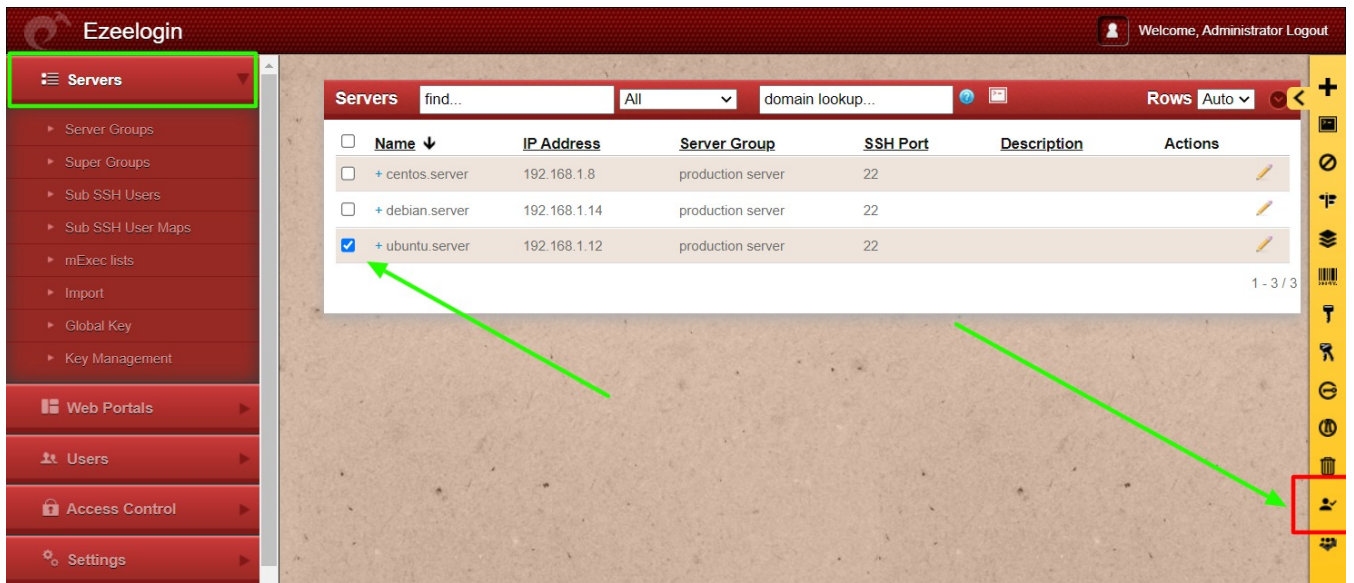 Ezeelogin
Welcome, Administrator Logout
Servers
Server Groups
Super Groups
Sub SSH Users
Sub SSH User Maps
mExec lists
Import
Global Key
Key Management
Web Portals
Users
Access Control
Settings
Servers find... All domain lookup... Rows Auto
Name IP Address Server Group SSH Port Description Actions
+ centos.server 192.168.1.8 production server 22
+ debian.server 192.168.1.14 production server 22
+ ubuntu.server 192.168.1.12 production server 22
1 - 3 / 3